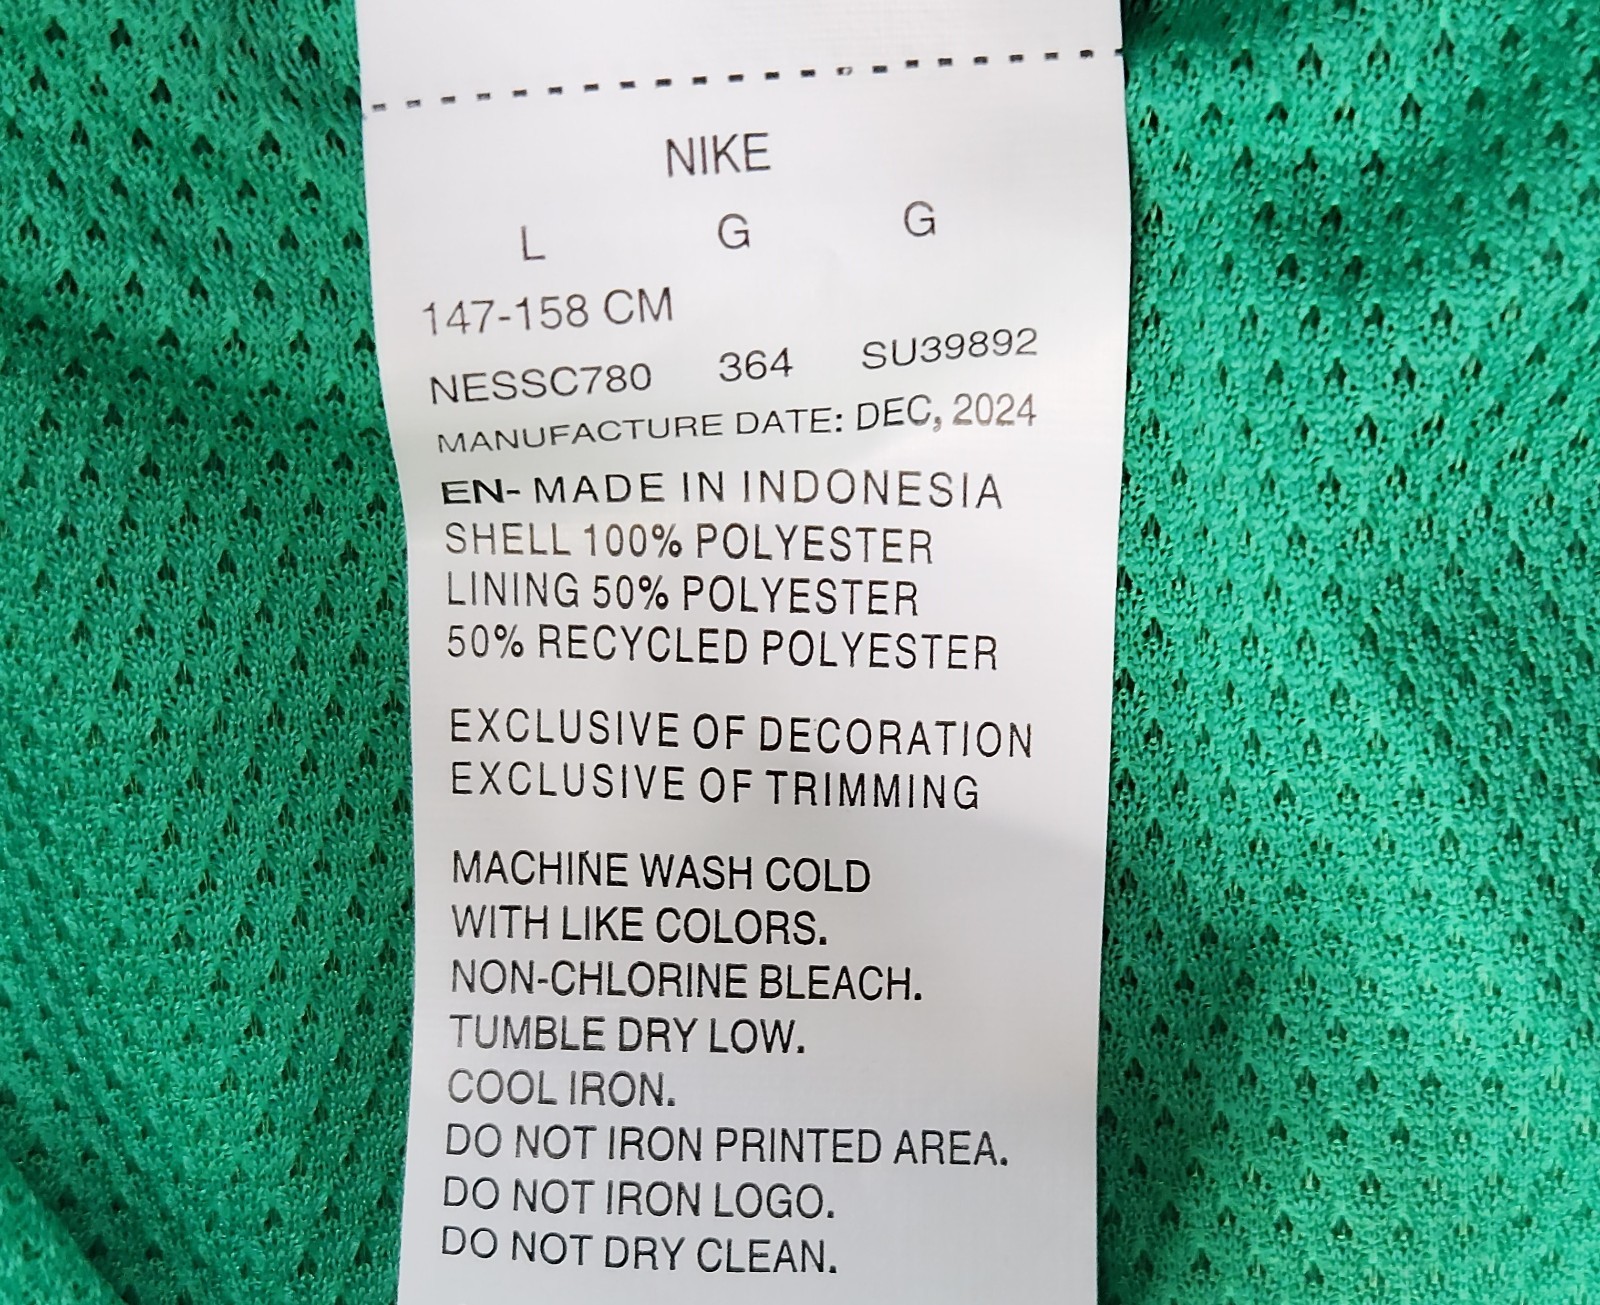 NIKE
L G G
147-158 CM
NESSC780 364 SU39892
MANUFACTURE DATE: DEC, 2024
EN- MADE IN INDONESIA
SHELL 100% POLYESTER
LINING 50% POLYESTER
50% RECYCLED POLYESTER
EXCLUSIVE OF DECORATION
EXCLUSIVE OF TRIMMING
MACHINE WASH COLD
WITH LIKE COLORS.
NON-CHLORINE BLEACH.
TUMBLE DRY LOW.
COOL IRON.
DO NOT IRON PRINTED AREA.
DO NOT IRON LOGO.
DO NOT DRY CLEAN.